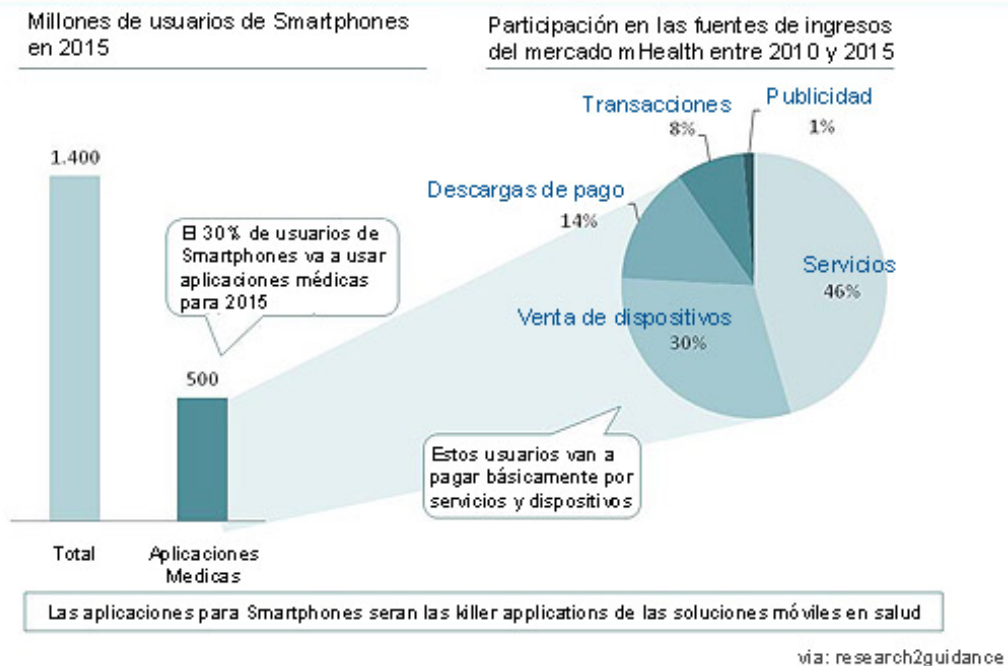 Millones de usuarios de Smartphones
en 2015
Participación en las fuentes de ingresos
del mercado mHealth entre 2010 y 2015
1.400
500
Total
Aplicaciones
Medicas
El 30% de usuarios de
Smartphones va a usar
aplicaciones médicas
para 2015
Transacciones
8%
Publicidad
1%
Descargas de pago
14%
Servicios
46%
Venta de dispositivos
30%
Estos usuarios van a
pagar básicamente por
servicios y dispositivos
Las aplicaciones para Smartphones seran las killer applications de las soluciones móviles en salud
via: research2guidance